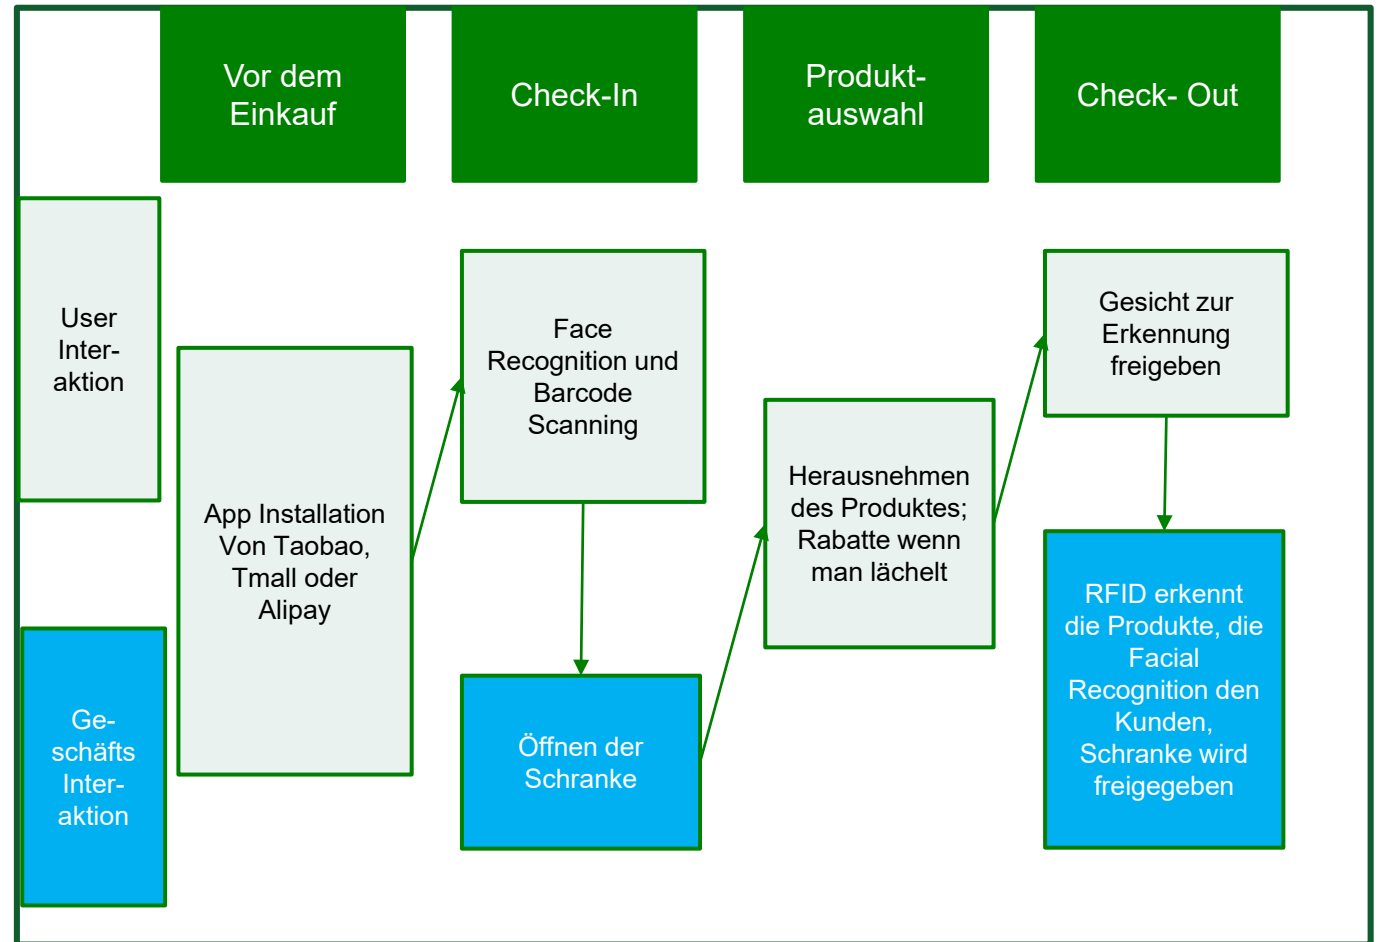 Vor dem
Einkauf
Check-In
Produkt-
auswahl
Check- Out
User
Inter-
aktion
App Installation
Von Taobao,
Tmall oder
Alipay
Face
Recognition und
Barcode
Scanning
Herausnehmen
des Produktes;
Rabatte wenn
man lächelt
Gesicht zur
Erkennung
freigeben
Ge-
schäfts
Inter-
aktion
Öffnen der
Schranke
RFID erkennt
die Produkte, die
Facial
Recognition den
Kunden,
Schranke wird
freigegeben